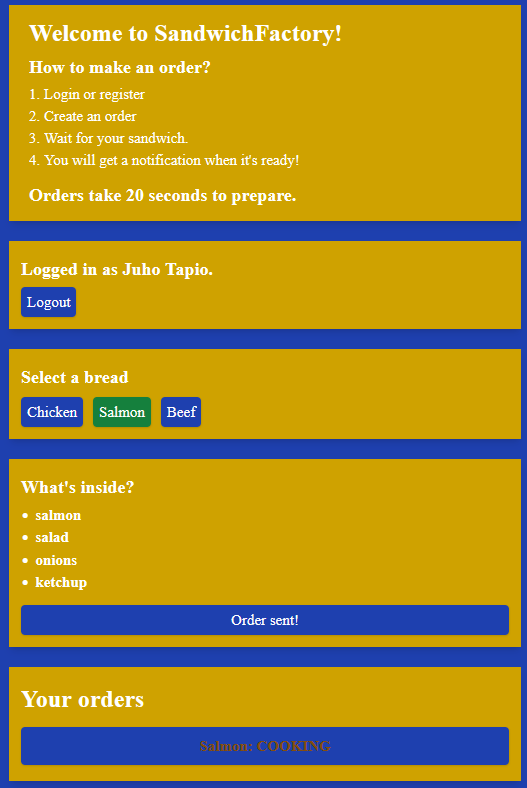 Welcome to SandwichFactory!
How to make an order?
1. Login or register
2. Create an order
3. Wait for your sandwich.
4. You will get a notification when it's ready!
Orders take 20 seconds to prepare.
Logged in as Juho Tapio.
Logout
Select a bread
Chicken Salmon Beef
What's inside?
• salmon
• salad
• onions
• ketchup
Order sent!
Your orders
Salmon: COOKING